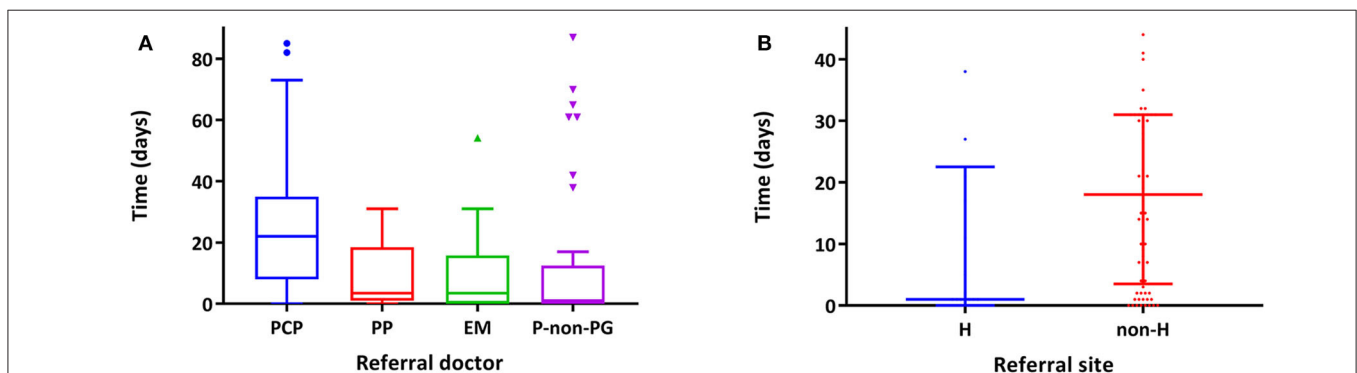 A
Time (days)
80
60
40
20
0
PCP PP EM P-non-PG
Referral doctor
B
Time (days)
40
30
20
10
0
H non-H
Referral site